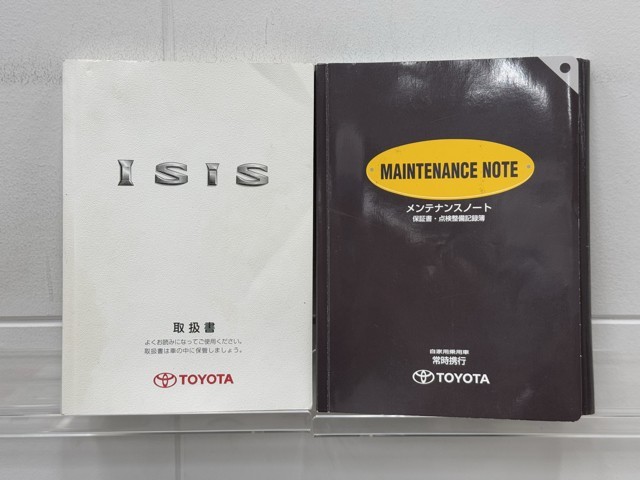 ISIS
取扱書
よくお読みになってご使用ください。
取扱書は車の中に保管しましょう。
TOYOTA
MAINTENANCE NOTE
メンテナンスノート
保証書・点検整備記録簿
自家用乗用車
常時携行
TOYOTA